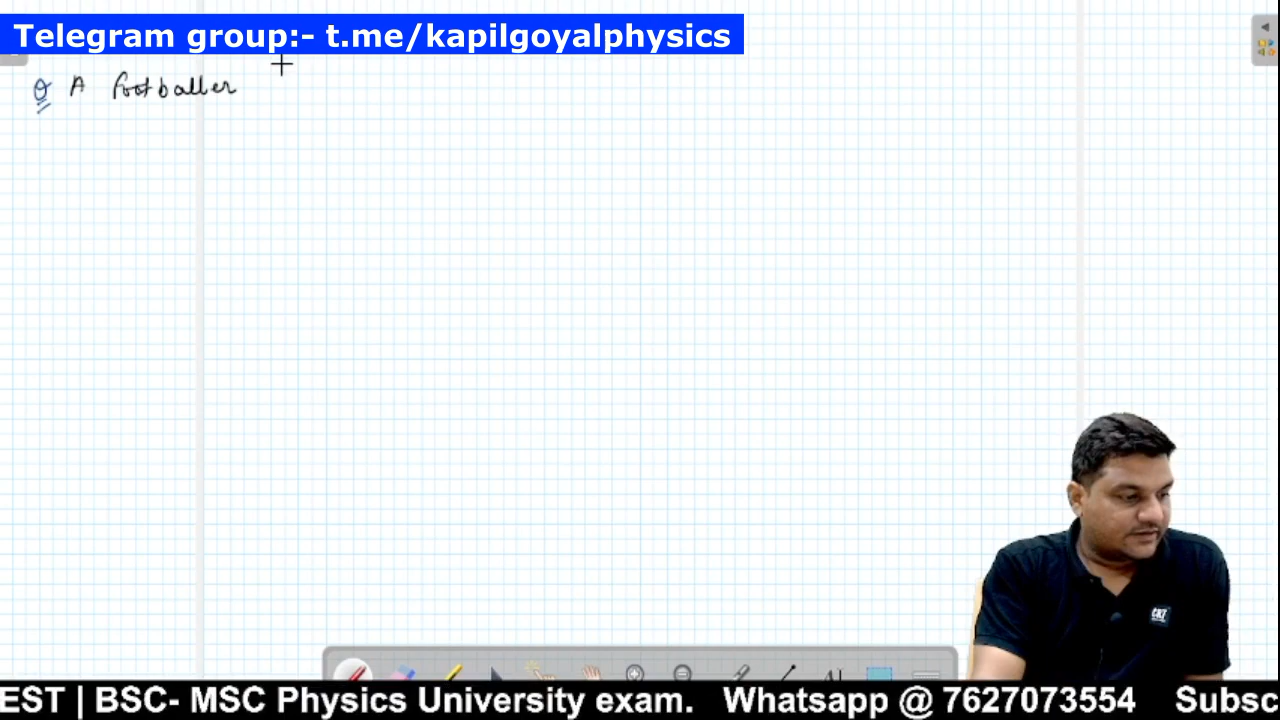 Telegram group:- t.me/kapilgoyalphysics
Q A footballer
EST | BSC- MSC Physics University exam. Whatsapp @ 7627073554 Subsc